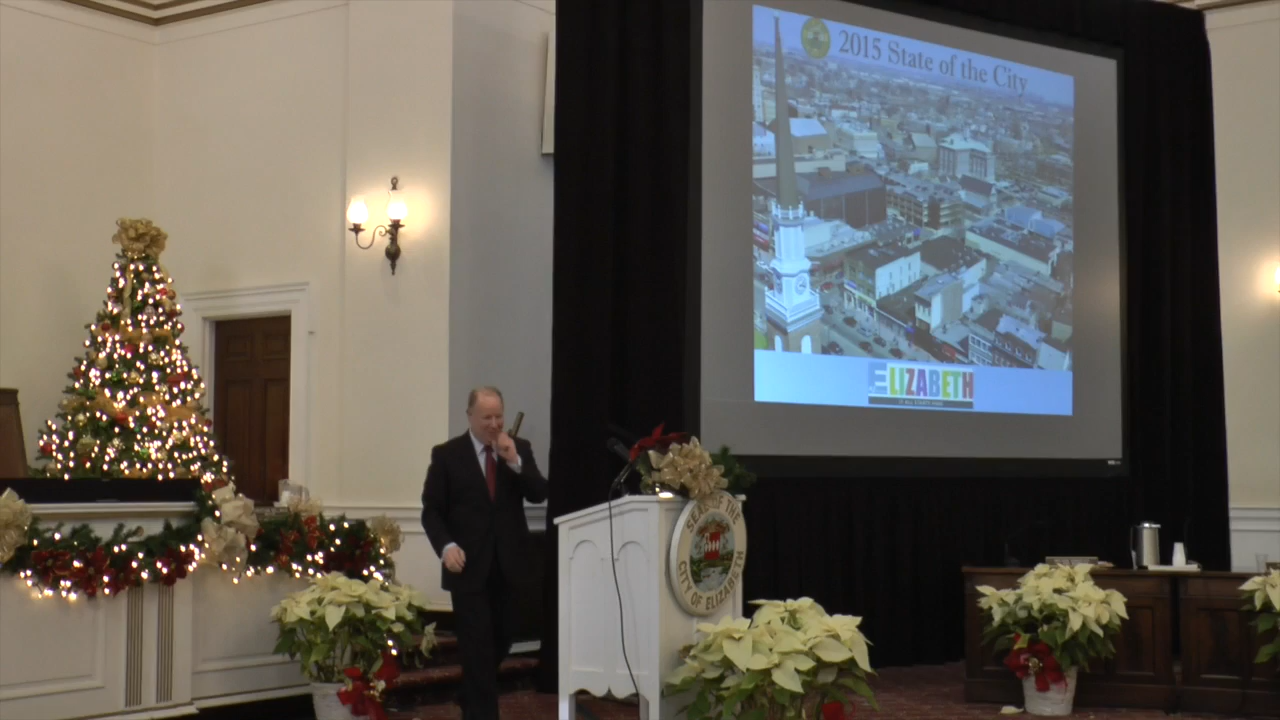 2015 State of the City
ELIZABETH
SEAL OF THE
CITY OF ELIZABETH